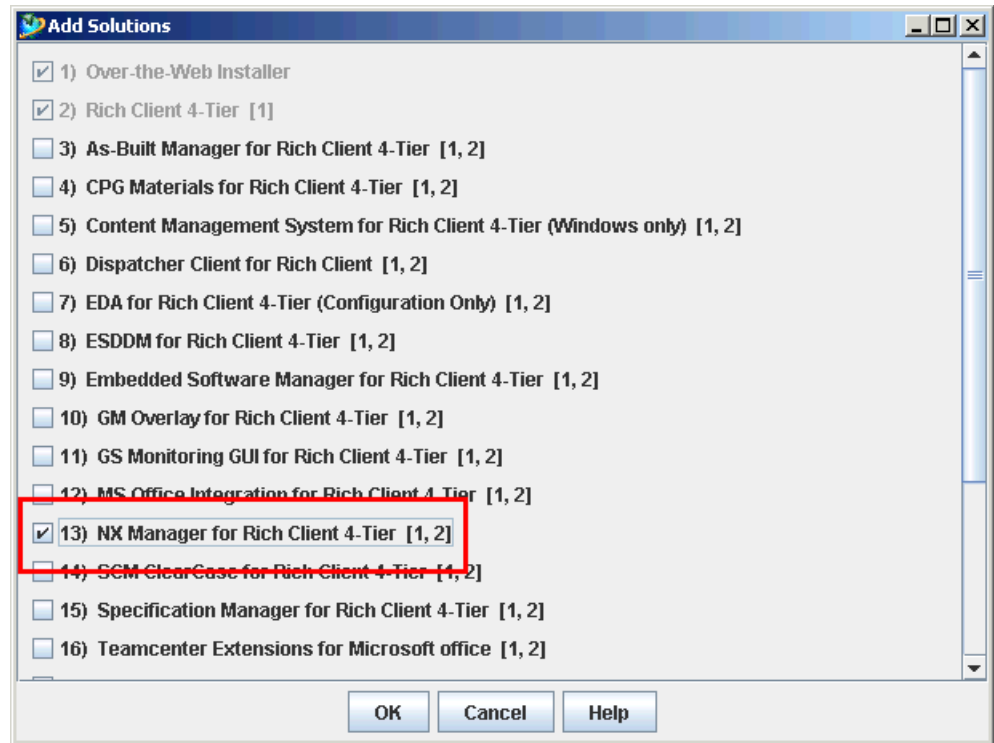 Add Solutions
1) Over-the-Web Installer
2) Rich Client 4-Tier [1]
3) As-Built Manager for Rich Client 4-Tier [1, 2]
4) CPG Materials for Rich Client 4-Tier [1, 2]
5) Content Management System for Rich Client 4-Tier (Windows only) [1, 2]
6) Dispatcher Client for Rich Client [1, 2]
7) EDA for Rich Client 4-Tier (Configuration Only) [1, 2]
8) ESDDM for Rich Client 4-Tier [1, 2]
9) Embedded Software Manager for Rich Client 4-Tier [1, 2]
10) GM Overlay for Rich Client 4-Tier [1, 2]
11) GS Monitoring GUI for Rich Client 4-Tier [1, 2]
12) MS Office Integration for Rich Client 4-Tier [1, 2]
13) NX Manager for Rich Client 4-Tier [1, 2]
14) SCM ClearCase for Rich Client 4-Tier [1, 2]
15) Specification Manager for Rich Client 4-Tier [1, 2]
16) Teamcenter Extensions for Microsoft office [1, 2]
OK Cancel Help